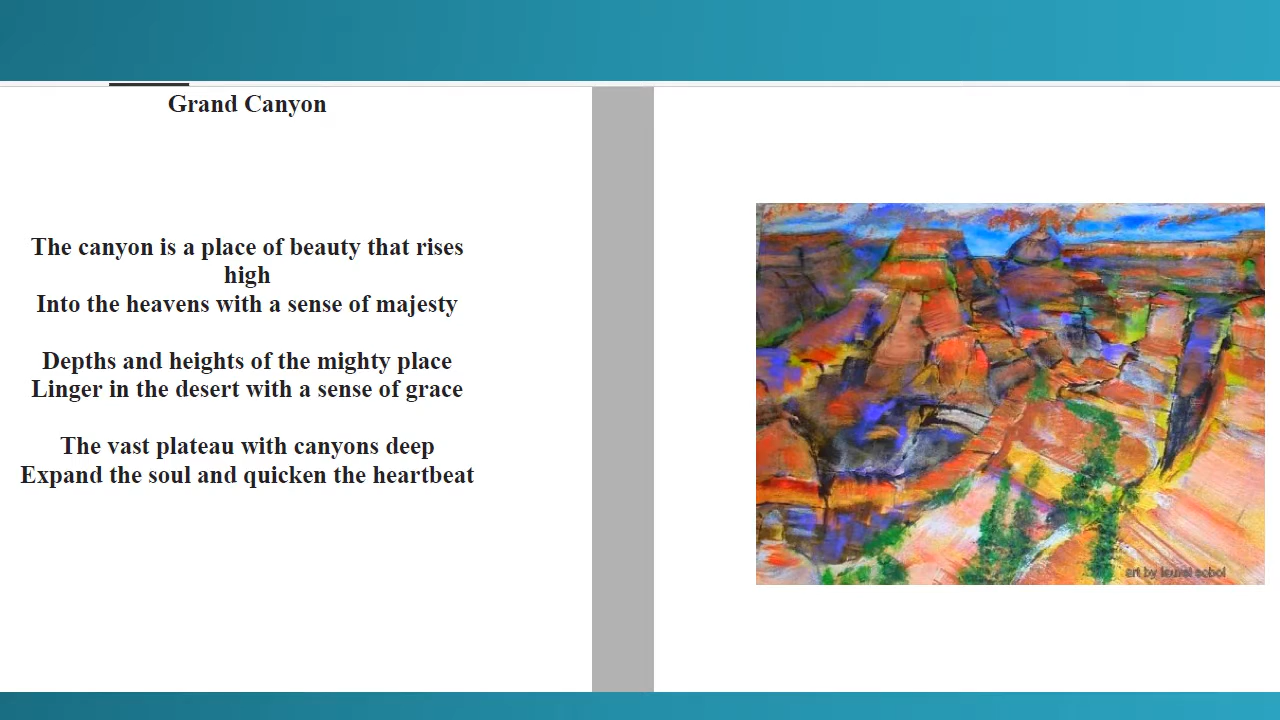 Grand Canyon
The canyon is a place of beauty that rises
high
Into the heavens with a sense of majesty
Depths and heights of the mighty place
Linger in the desert with a sense of grace
The vast plateau with canyons deep
Expand the soul and quicken the heartbeat
art by laurel sobol